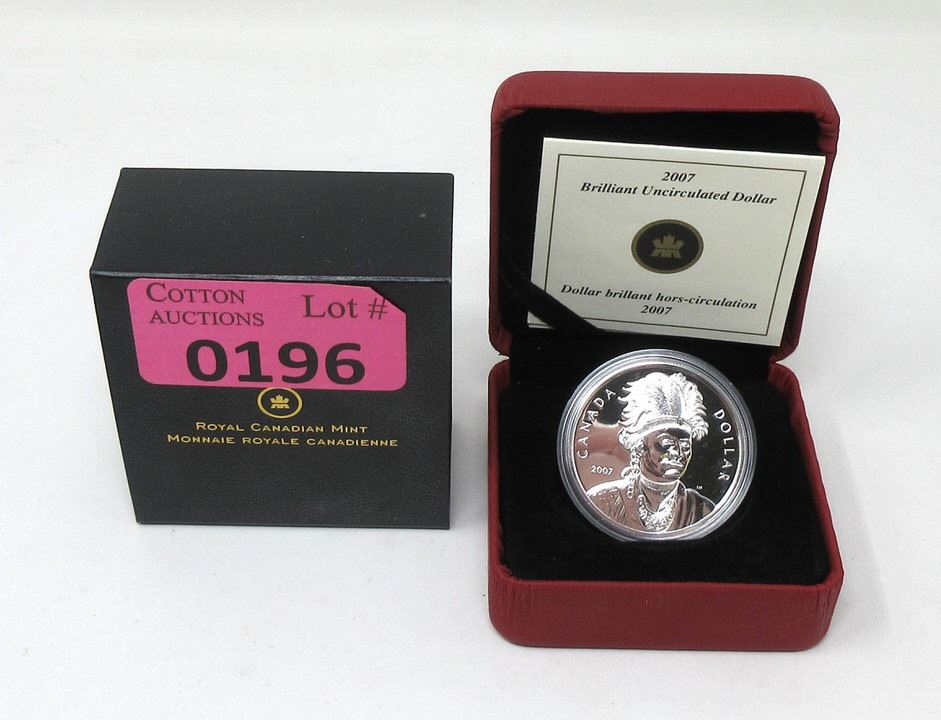 COTTON
AUCTIONS
Lot #
0196
ROYAL CANADIAN MINT
MONNAIE ROYALE CANADIENNE
2007
Brilliant Uncirculated Dollar
Dollar brillant hors-circulation
2007
CANADA
DOLLAR
2007